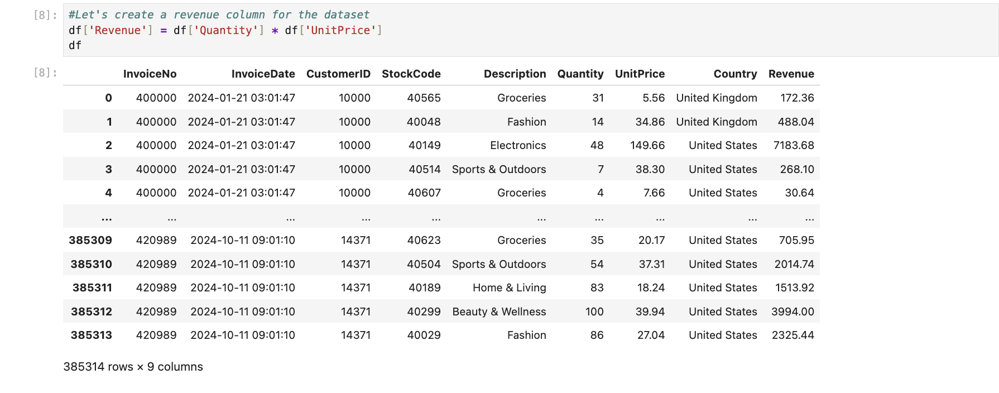 [8]: #Let's create a revenue column for the dataset
df['Revenue'] = df['Quantity'] * df['UnitPrice']
df
[8]: InvoiceNo InvoiceDate CustomerID StockCode Description Quantity UnitPrice Country Revenue
0 400000 2024-01-21 03:01:47 10000 40565 Groceries 31 5.56 United Kingdom 172.36
1 400000 2024-01-21 03:01:47 10000 40048 Fashion 14 34.86 United Kingdom 488.04
2 400000 2024-01-21 03:01:47 10000 40149 Electronics 48 149.66 United States 7183.68
3 400000 2024-01-21 03:01:47 10000 40514 Sports & Outdoors 7 38.30 United States 268.10
4 400000 2024-01-21 03:01:47 10000 40607 Groceries 4 7.66 United States 30.64
... ... ... ... ... ... ... ... ... ...
385309 420989 2024-10-11 09:01:10 14371 40623 Groceries 35 20.17 United States 705.95
385310 420989 2024-10-11 09:01:10 14371 40504 Sports & Outdoors 54 37.31 United States 2014.74
385311 420989 2024-10-11 09:01:10 14371 40189 Home & Living 83 18.24 United States 1513.92
385312 420989 2024-10-11 09:01:10 14371 40299 Beauty & Wellness 100 39.94 United States 3994.00
385313 420989 2024-10-11 09:01:10 14371 40029 Fashion 86 27.04 United States 2325.44
385314 rows × 9 columns